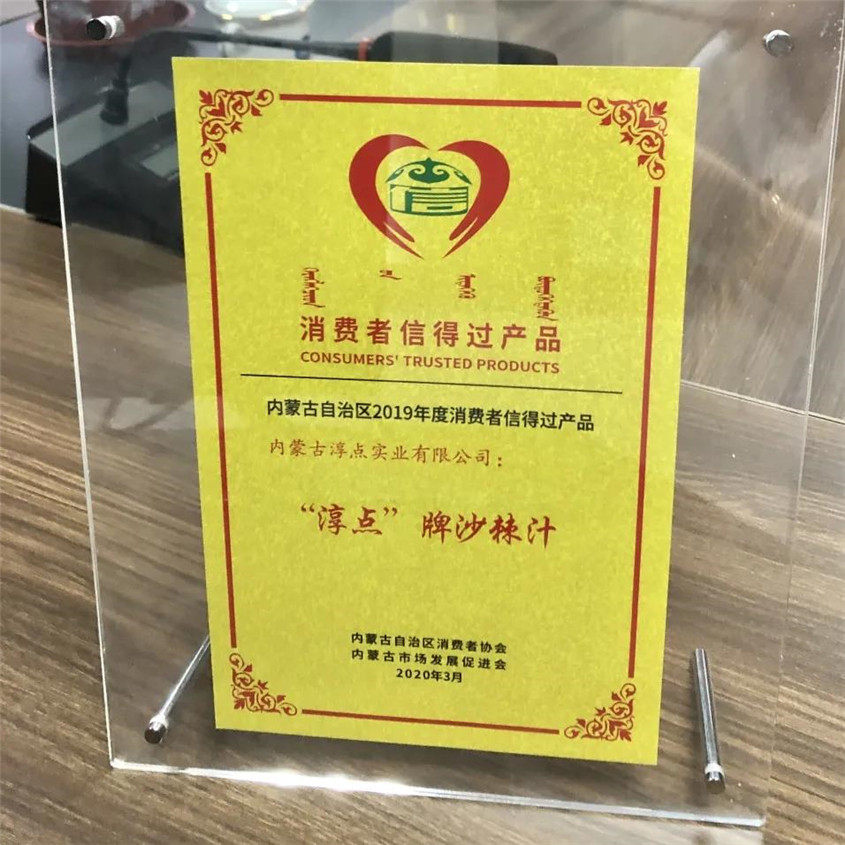 信
消费者信得过产品
CONSUMERS' TRUSTED PRODUCTS
内蒙古自治区2019年度消费者信得过产品
内蒙古淳点实业有限公司：
“淳点”牌沙棘汁
内蒙古自治区消费者协会
内蒙古市场发展促进会
2020年3月